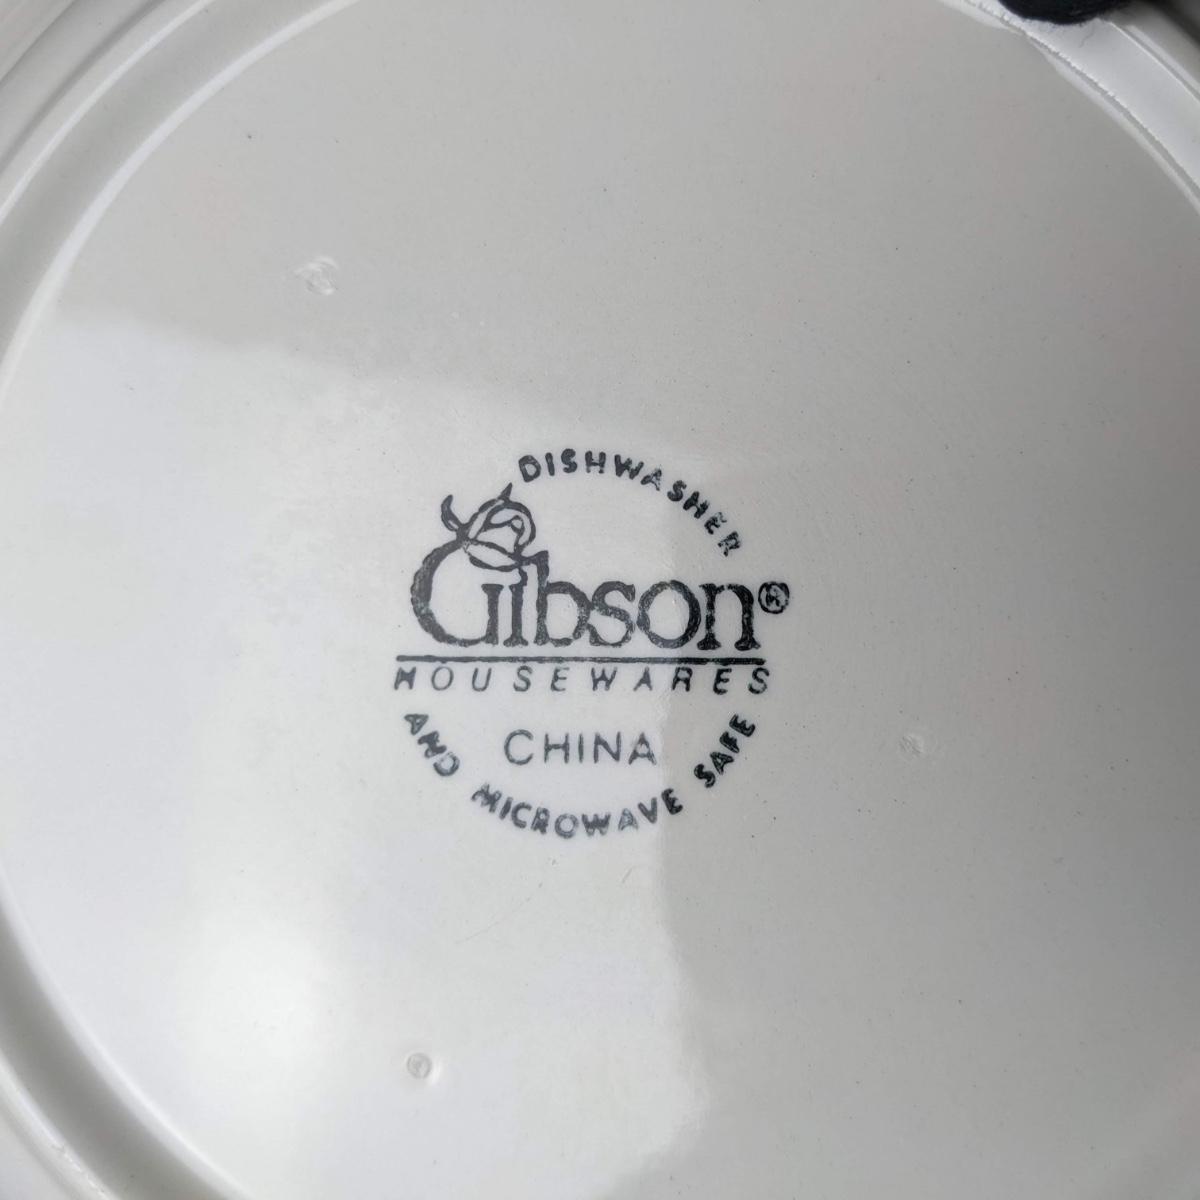 DISHWASHER
Gibson®
HOUSEWARES
CHINA
AND MICROWAVE SAFE